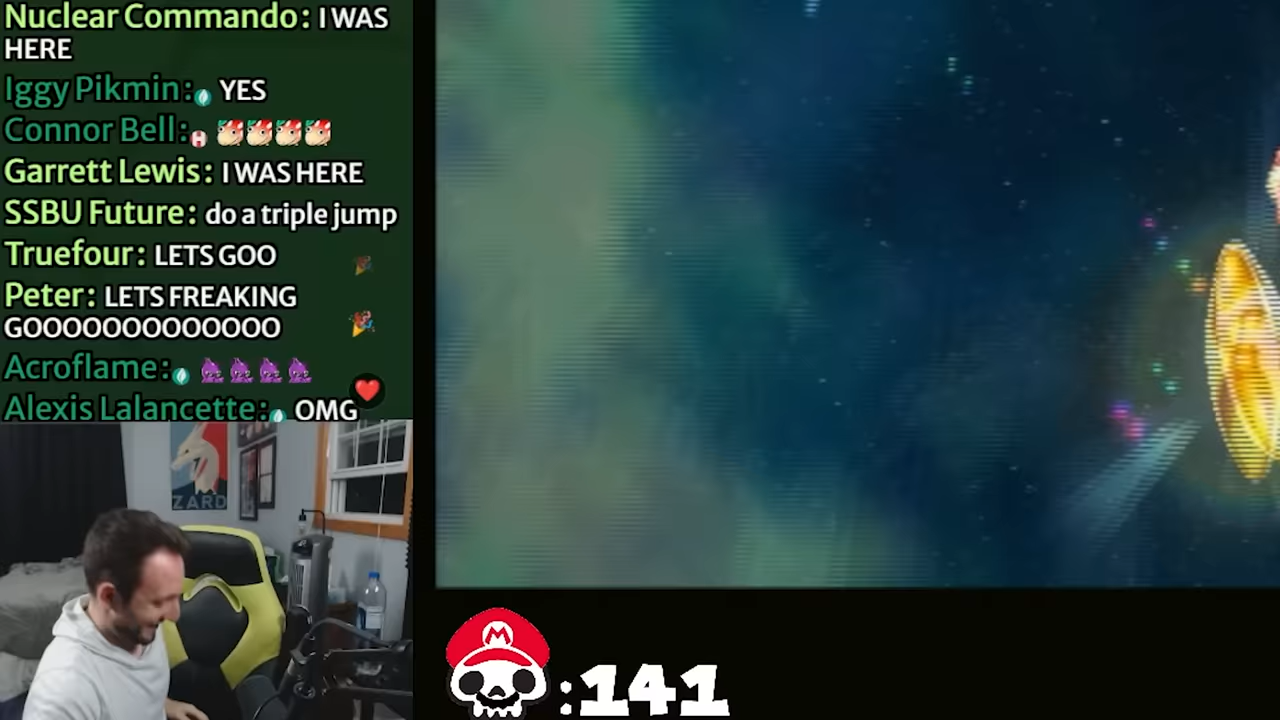 Nuclear Commando: I WAS
HERE
Iggy Pikmin: YES
Connor Bell:
Garrett Lewis: I WAS HERE
SSBU Future: do a triple jump
Truefour: LETS GOO
Peter: LETS FREAKING
GOOOOOOOOOOOOO
Acroflame:
Alexis Lalancette: OMG
ZARD
M
:141